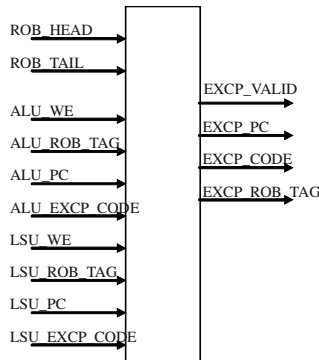 ROB_HEAD
ROB_TAIL
ALU_WE
ALU_ROB_TAG
ALU_PC
ALU_EXCP_CODE
LSU_WE
LSU_ROB_TAG
LSU_PC
LSU_EXCP_CODE
EXCP_VALID
EXCP_PC
EXCP_CODE
EXCP_ROB_TAG